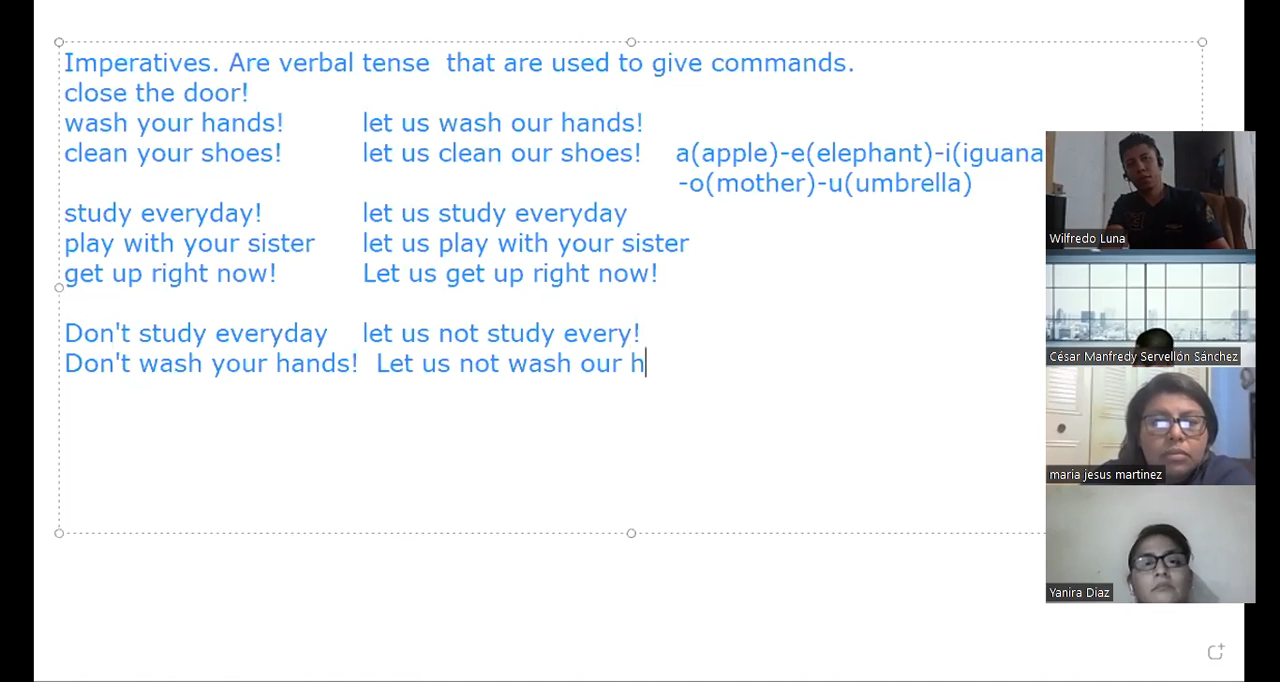 Imperatives. Are verbal tense that are used to give commands.
close the door!
wash your hands! let us wash our hands!
clean your shoes! let us clean our shoes! a(apple)-e(elephant)-i(iguana
-o(mother)-u(umbrella)
study everyday! let us study everyday
play with your sister let us play with your sister
get up right now! Let us get up right now!
Don't study everyday let us not study every!
Don't wash your hands! Let us not wash our h
Wilfredo Luna
César Manfredy Servellón Sánchez
maria jesus martinez
Yanira Diaz